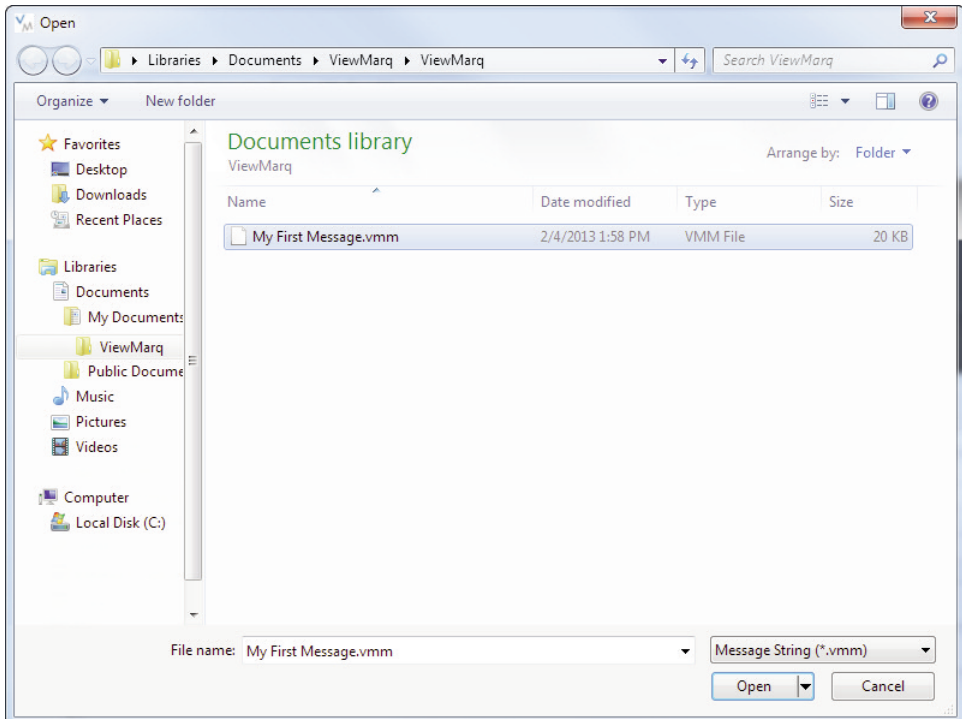 VM Open
Libraries Documents ViewMarq ViewMarq
Search ViewMarq
Organize New folder
Favorites
Desktop
Downloads
Recent Places
Libraries
Documents
My Documents
ViewMarq
Public Docume
Music
Pictures
Videos
Computer
Local Disk (C:)
Documents library
ViewMarq
Arrange by: Folder
Name Date modified Type Size
My First Message.vmm 2/4/2013 1:58 PM VMM File 20 KB
File name: My First Message.vmm
Message String (*.vmm)
Open Cancel